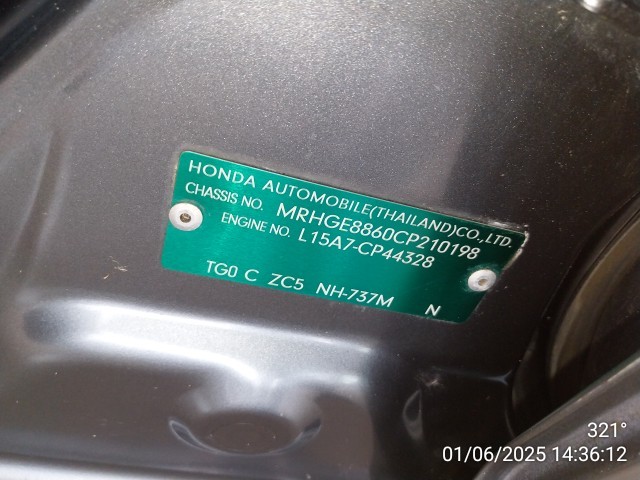 HONDA AUTOMOBILE(THAILAND)CO.,LTD.
CHASSIS NO. MRHGE8860CP210198
ENGINE NO. L15A7-CP44328
TG0 C ZC5 NH-737M N
321°
01/06/2025 14:36:12